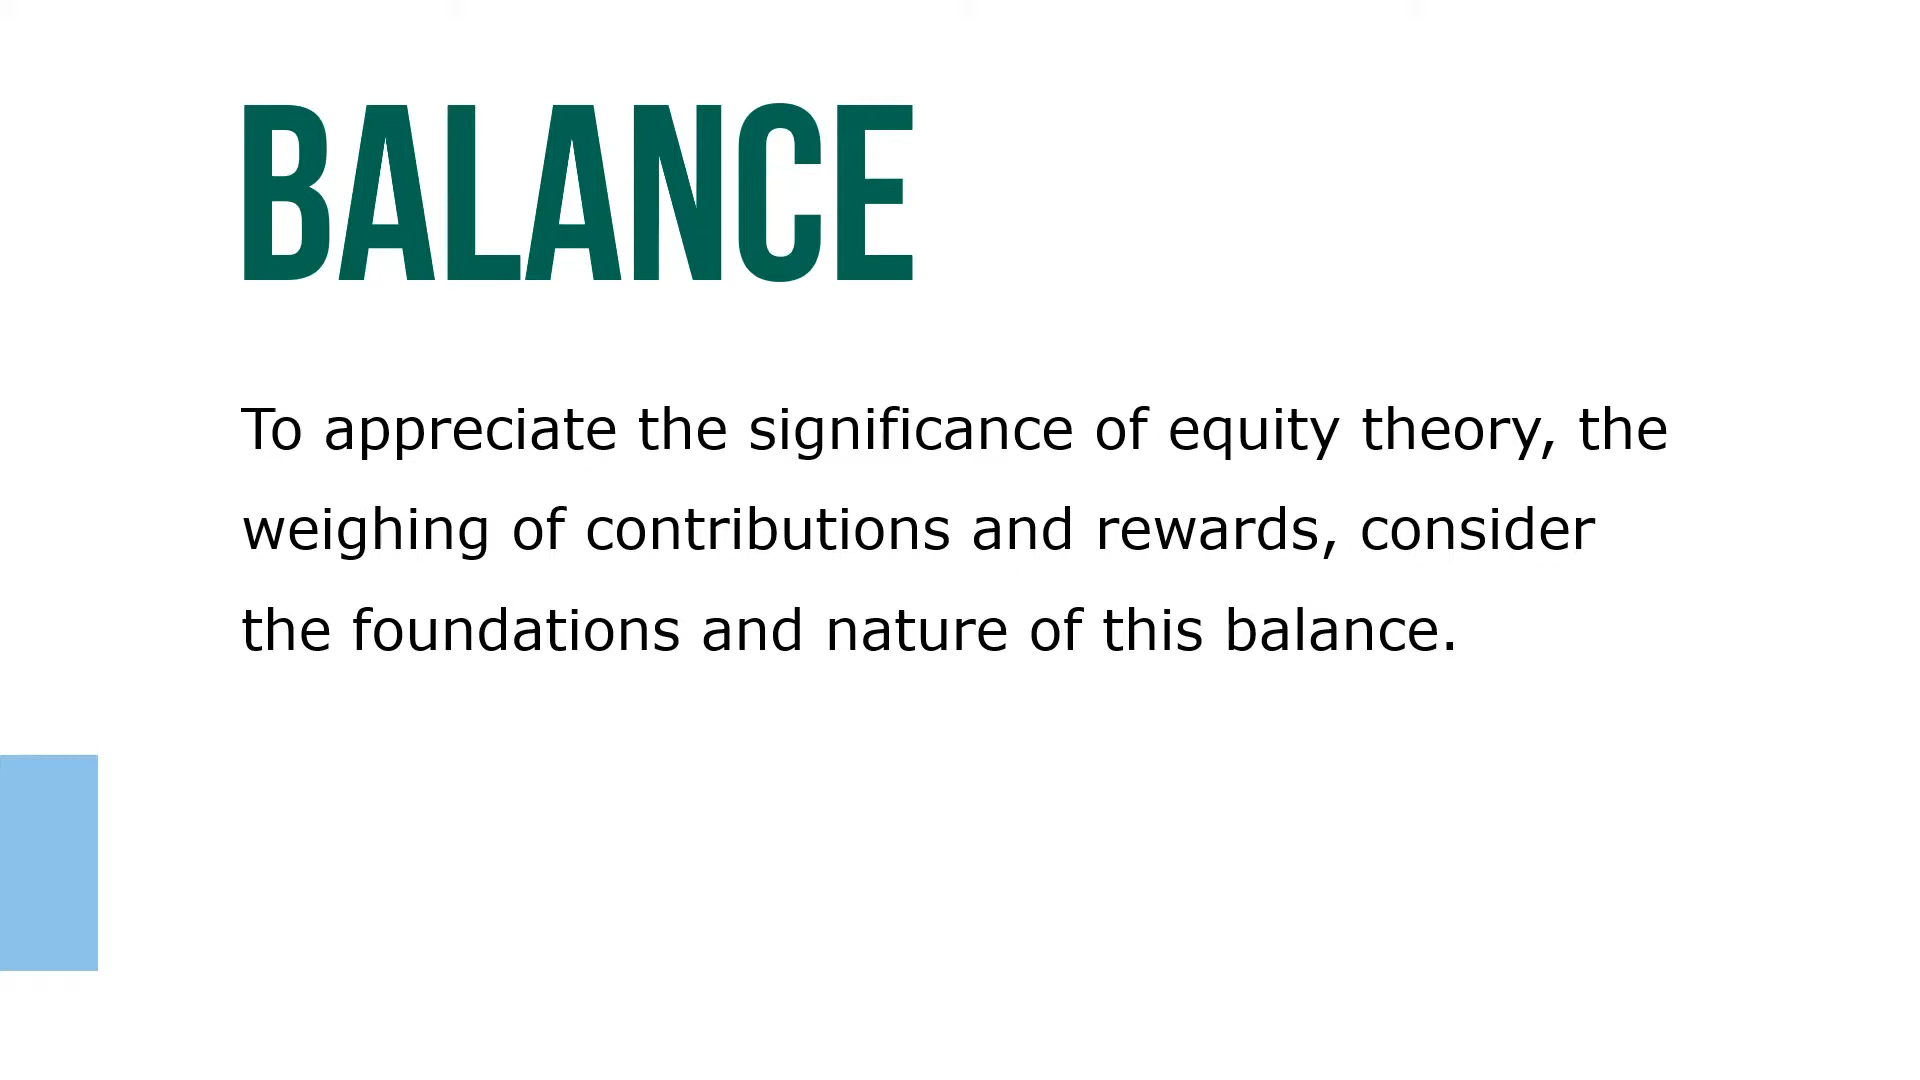 BALANCE
To appreciate the significance of equity theory, the
weighing of contributions and rewards, consider
the foundations and nature of this balance.